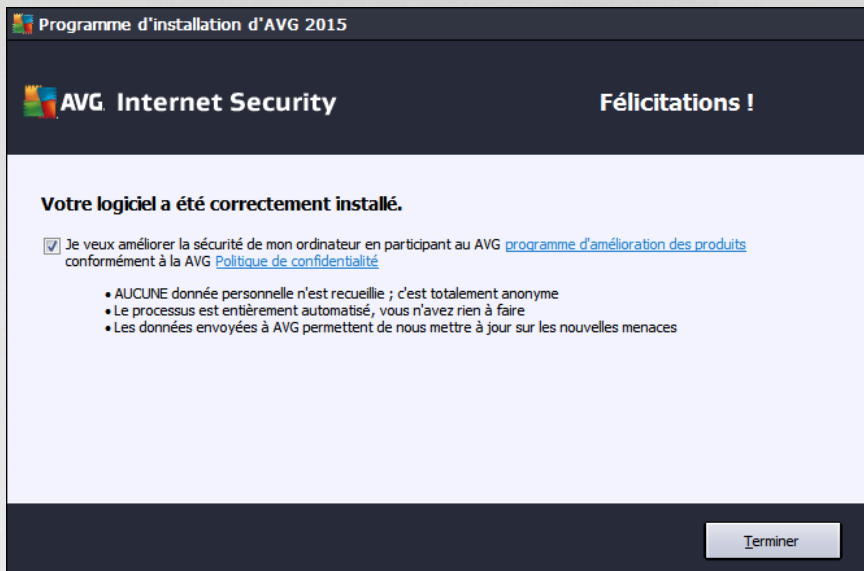 Programme d'installation d'AVG 2015
AVG. Internet Security
Félicitations !
Votre logiciel a été correctement installé.
Je veux améliorer la sécurité de mon ordinateur en participant au AVG programme d'amélioration des produits
conformément à la AVG Politique de confidentialité
• AUCUNE donnée personnelle n'est recueillie ; c'est totalement anonyme
• Le processus est entièrement automatisé, vous n'avez rien à faire
• Les données envoyées à AVG permettent de nous mettre à jour sur les nouvelles menaces
Terminer